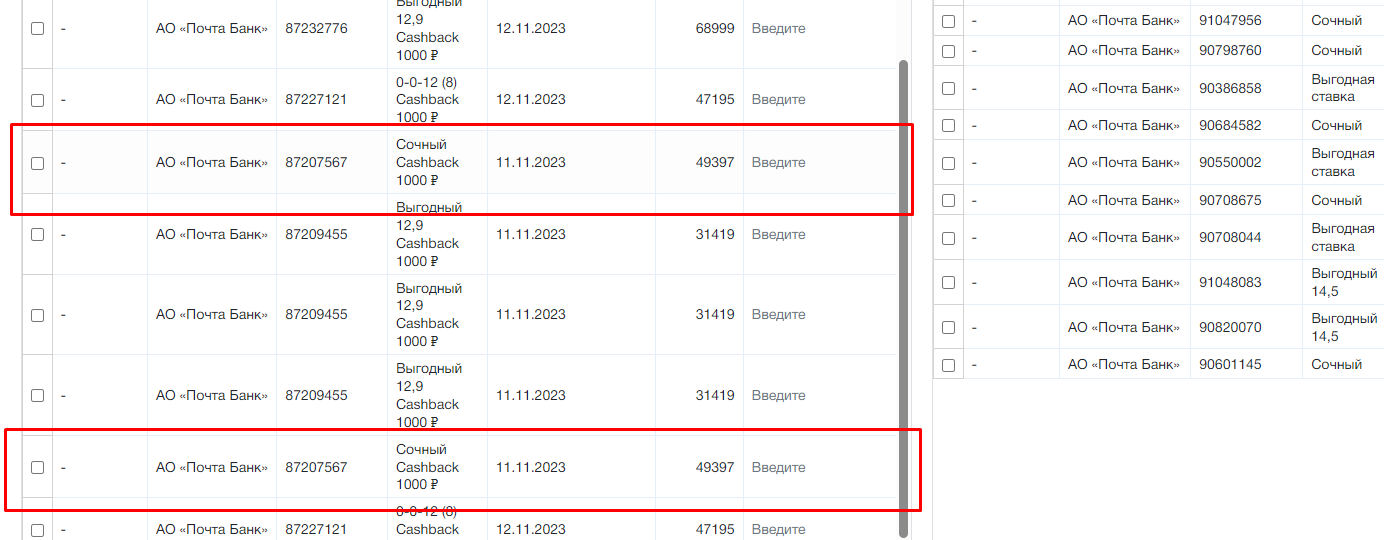 Выгодный
12,9
Cashback
1000 ₽
- АО «Почта Банк» 87232776 12.11.2023 68999 Введите
0-0-12 (8)
Cashback
1000 ₽
- АО «Почта Банк» 87227121 12.11.2023 47195 Введите
Сочный
Cashback
1000 ₽
- АО «Почта Банк» 87207567 11.11.2023 49397 Введите
Выгодный
12,9
Cashback
1000 ₽
- АО «Почта Банк» 87209455 11.11.2023 31419 Введите
Выгодный
12,9
Cashback
1000 ₽
- АО «Почта Банк» 87209455 11.11.2023 31419 Введите
Выгодный
12,9
Cashback
1000 ₽
- АО «Почта Банк» 87209455 11.11.2023 31419 Введите
Сочный
Cashback
1000 ₽
- АО «Почта Банк» 87207567 11.11.2023 49397 Введите
0-0-12 (8)
Cashback
- АО «Почта Банк» 87227121 12.11.2023 47195 Введите
- АО «Почта Банк» 91047956 Сочный
- АО «Почта Банк» 90798760 Сочный
- АО «Почта Банк» 90386858 Выгодная
ставка
- АО «Почта Банк» 90684582 Сочный
- АО «Почта Банк» 90550002 Выгодная
ставка
- АО «Почта Банк» 90708675 Сочный
- АО «Почта Банк» 90708044 Выгодная
ставка
- АО «Почта Банк» 91048083 Выгодный
14,5
- АО «Почта Банк» 90820070 Выгодный
14,5
- АО «Почта Банк» 90601145 Сочный